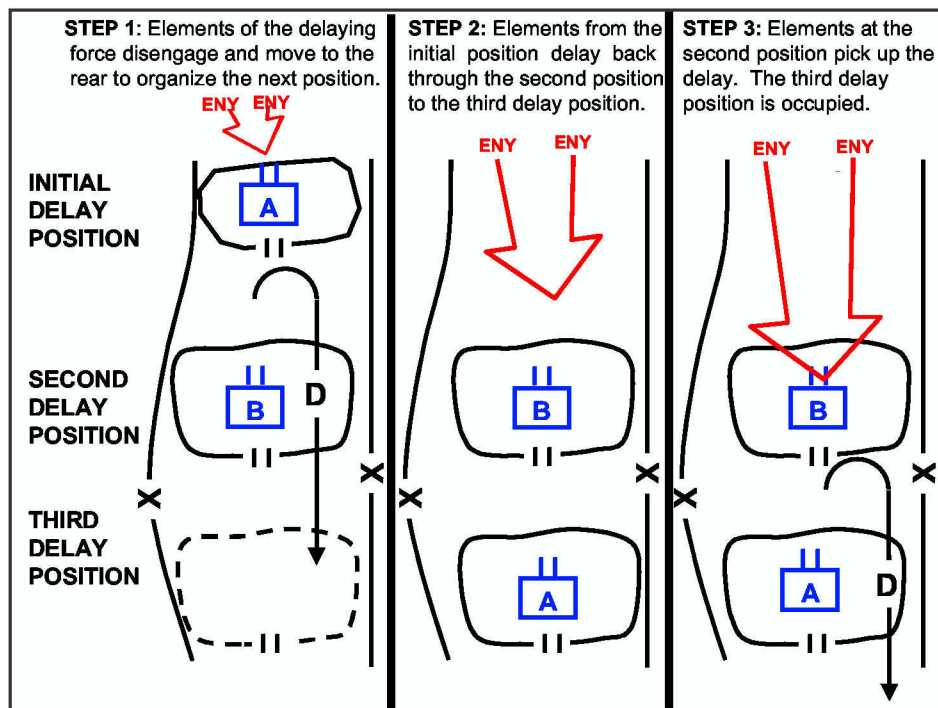 STEP 1: Elements of the delaying
force disengage and move to the
rear to organize the next position.
STEP 2: Elements from the
initial position delay back
through the second position
to the third delay position.
STEP 3: Elements at the
second position pick up the
delay. The third delay
position is occupied.
ENY ENY
ENY ENY
ENY ENY
INITIAL
DELAY
POSITION
A
SECOND
DELAY
POSITION
B
D
B
B
X X X X
THIRD
DELAY
POSITION
A
A
D